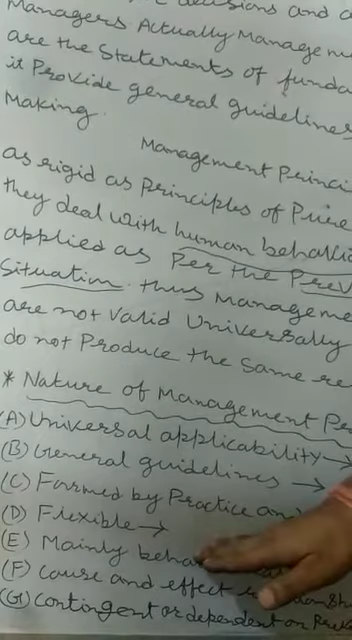 decisions and a
Managers Actually Manage
are the Statements of funda
it Provide general guidelines
Making.
Management Princi
as rigid as Principles of Pure
they deal with human behavio
applied as Per the Prev
Situation. thus Manageme
are not valid Universally
do not Produce the same re
* Nature of Management
(A) Universal applicability →
(B) General guidelines →
(C) Formed by Practice and
(D) Flexible →
(E) Mainly behav
(F) cause and effect
(G) contingent or dependent on